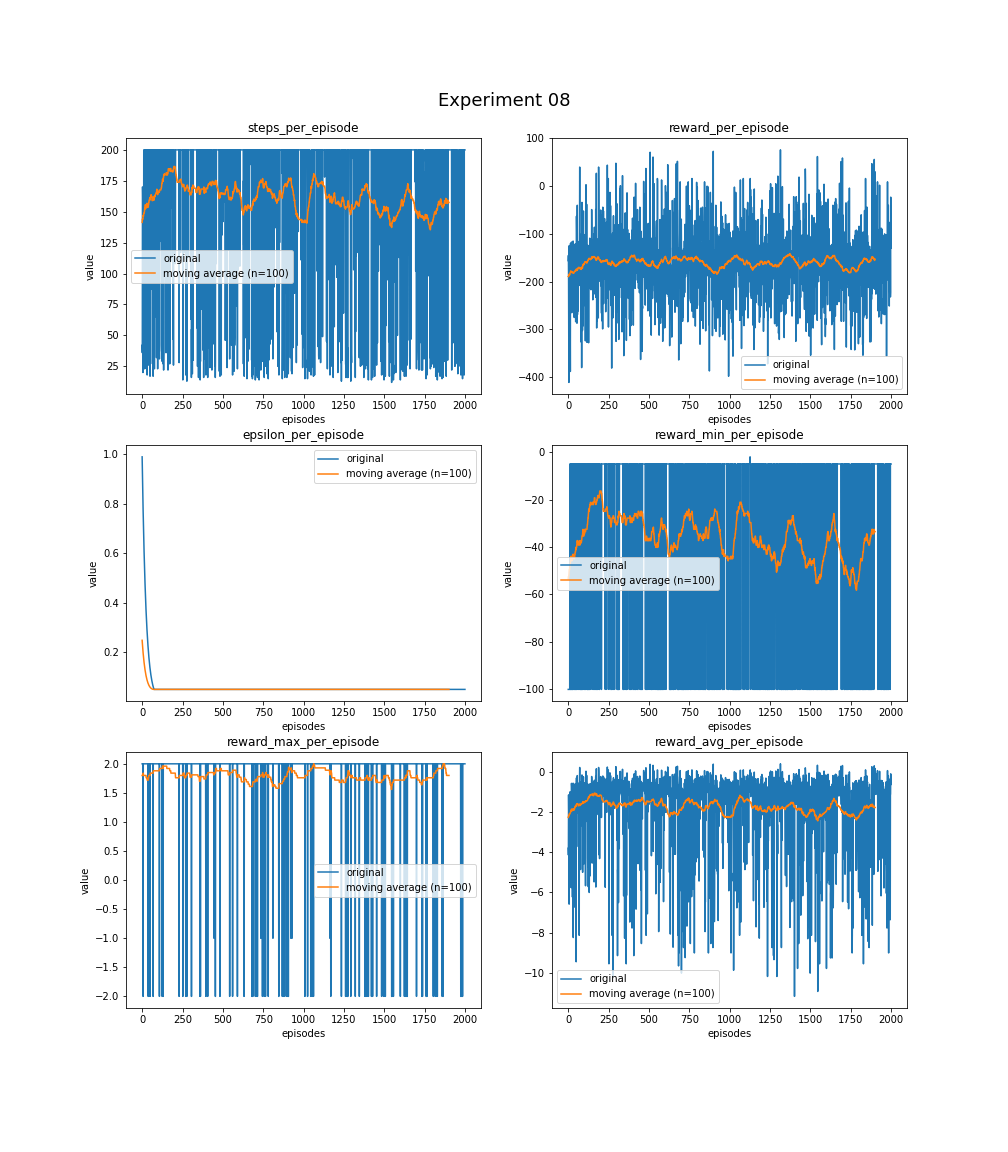 Experiment 08
steps_per_episode
value
200
175
150
125
100
75
50
25
original
moving average (n=100)
0 250 500 750 1000 1250 1500 1750 2000
episodes
reward_per_episode
value
100
0
−100
−200
−300
−400
original
moving average (n=100)
0 250 500 750 1000 1250 1500 1750 2000
episodes
epsilon_per_episode
value
1.0
0.8
0.6
0.4
0.2
original
moving average (n=100)
0 250 500 750 1000 1250 1500 1750 2000
episodes
reward_min_per_episode
value
0
−20
−40
−60
−80
−100
original
moving average (n=100)
0 250 500 750 1000 1250 1500 1750 2000
episodes
reward_max_per_episode
value
2.0
1.5
1.0
0.5
0.0
−0.5
−1.0
−1.5
−2.0
original
moving average (n=100)
0 250 500 750 1000 1250 1500 1750 2000
episodes
reward_avg_per_episode
value
0
−2
−4
−6
−8
−10
original
moving average (n=100)
0 250 500 750 1000 1250 1500 1750 2000
episodes